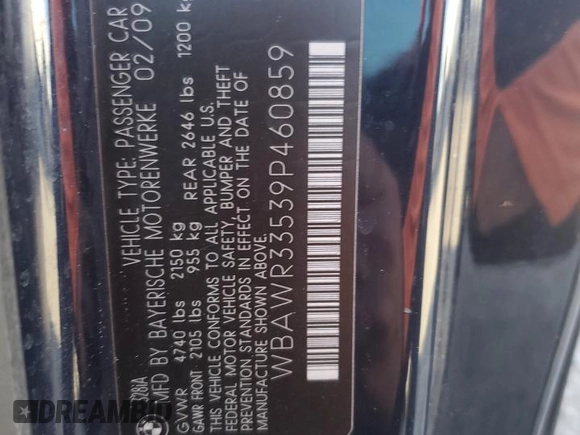 VEHICLE TYPE: PASSENGER CAR
MFD BY BAYERISCHE MOTORENWERKE 02/09
GVWR 4740 lbs 2150 kg
GAWR FRONT 2105 lbs 955 kg REAR 2646 lbs 1200 kg
THIS VEHICLE CONFORMS TO ALL APPLICABLE U.S.
FEDERAL MOTOR VEHICLE SAFETY, BUMPER AND THEFT
PREVENTION STANDARDS IN EFFECT ON THE DATE OF
MANUFACTURE SHOWN ABOVE.
WBAWR33539P460859
DREAMBID